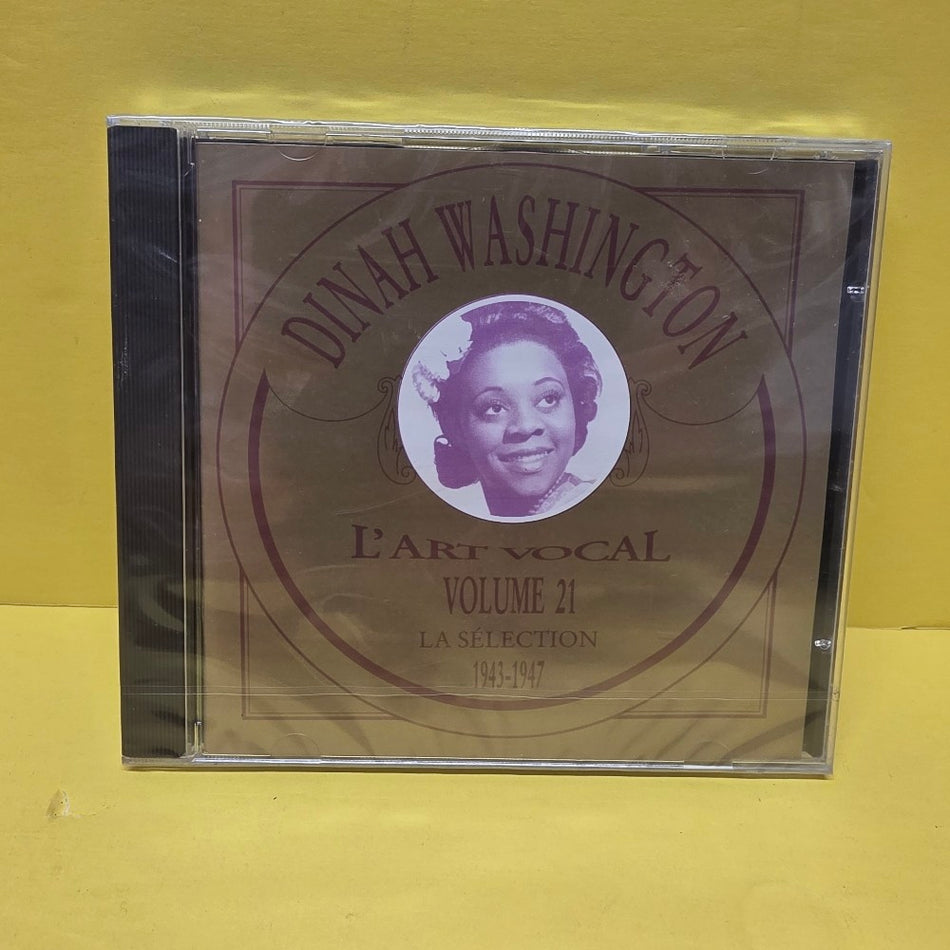 DINAH WASHINGTON
L'ART VOCAL
VOLUME 21
LA SÉLECTION
1943-1947